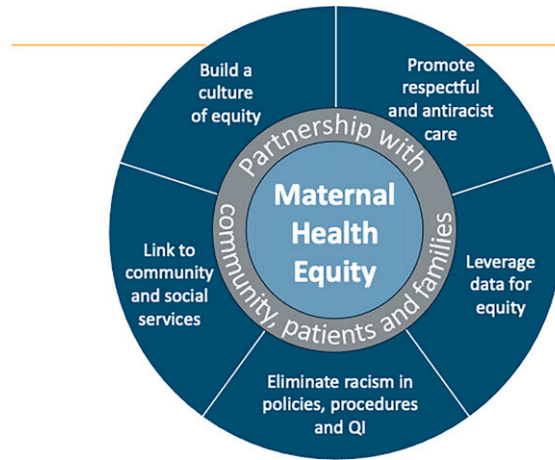 Build a
culture
of equity
Promote
respectful
and antiracist
care
Partnership with
community, patients and families
Maternal
Health
Equity
Link to
community
and social
services
Leverage
data for
equity
Eliminate racism in
policies, procedures
and QI